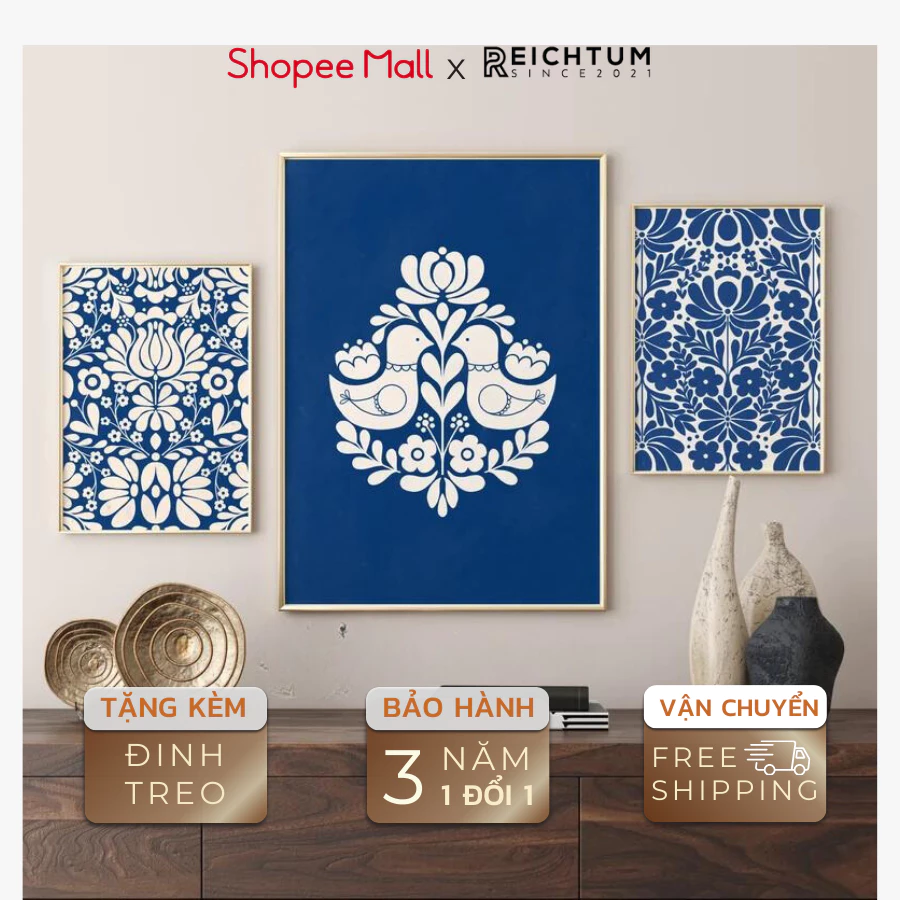 Shopee Mall x REICHTUM
SINCE2021
TẶNG KÈM
ĐINH
TREO
BẢO HÀNH
3 NĂM
1 ĐỔI 1
VẬN CHUYỂN
FREE
SHIPPING